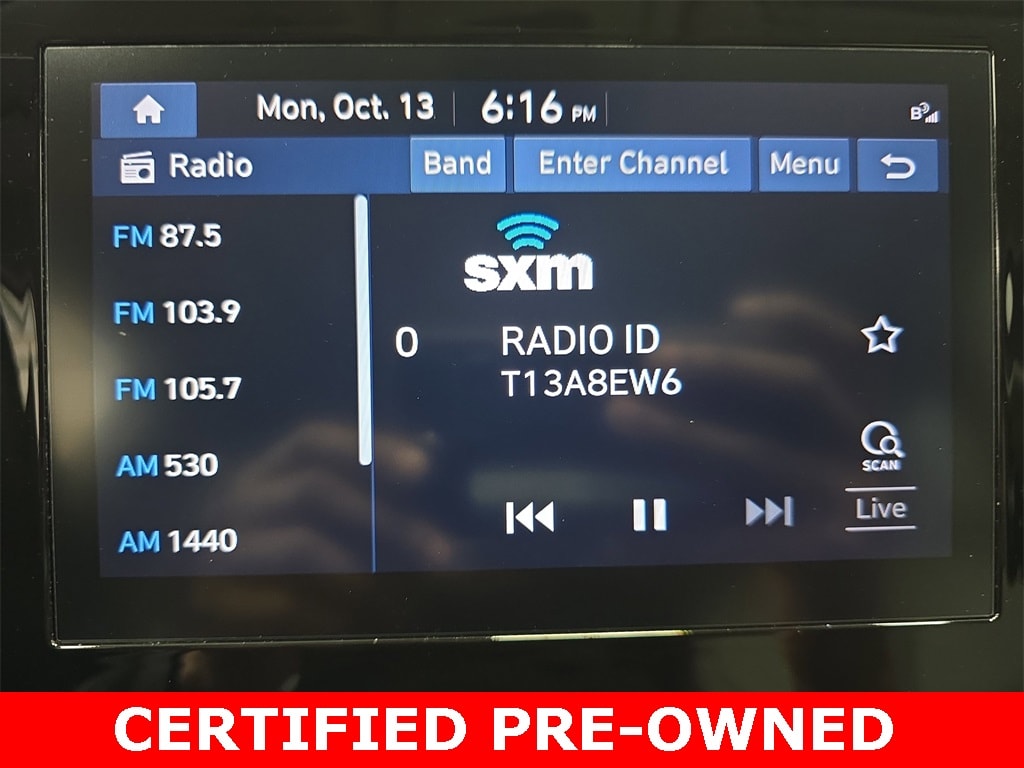 Mon, Oct. 13 6:16 PM B
Radio Band Enter Channel Menu
FM 87.5
FM 103.9
FM 105.7
AM 530
AM 1440
sxm
0 RADIO ID
T13A8EW6
SCAN
Live
CERTIFIED PRE-OWNED